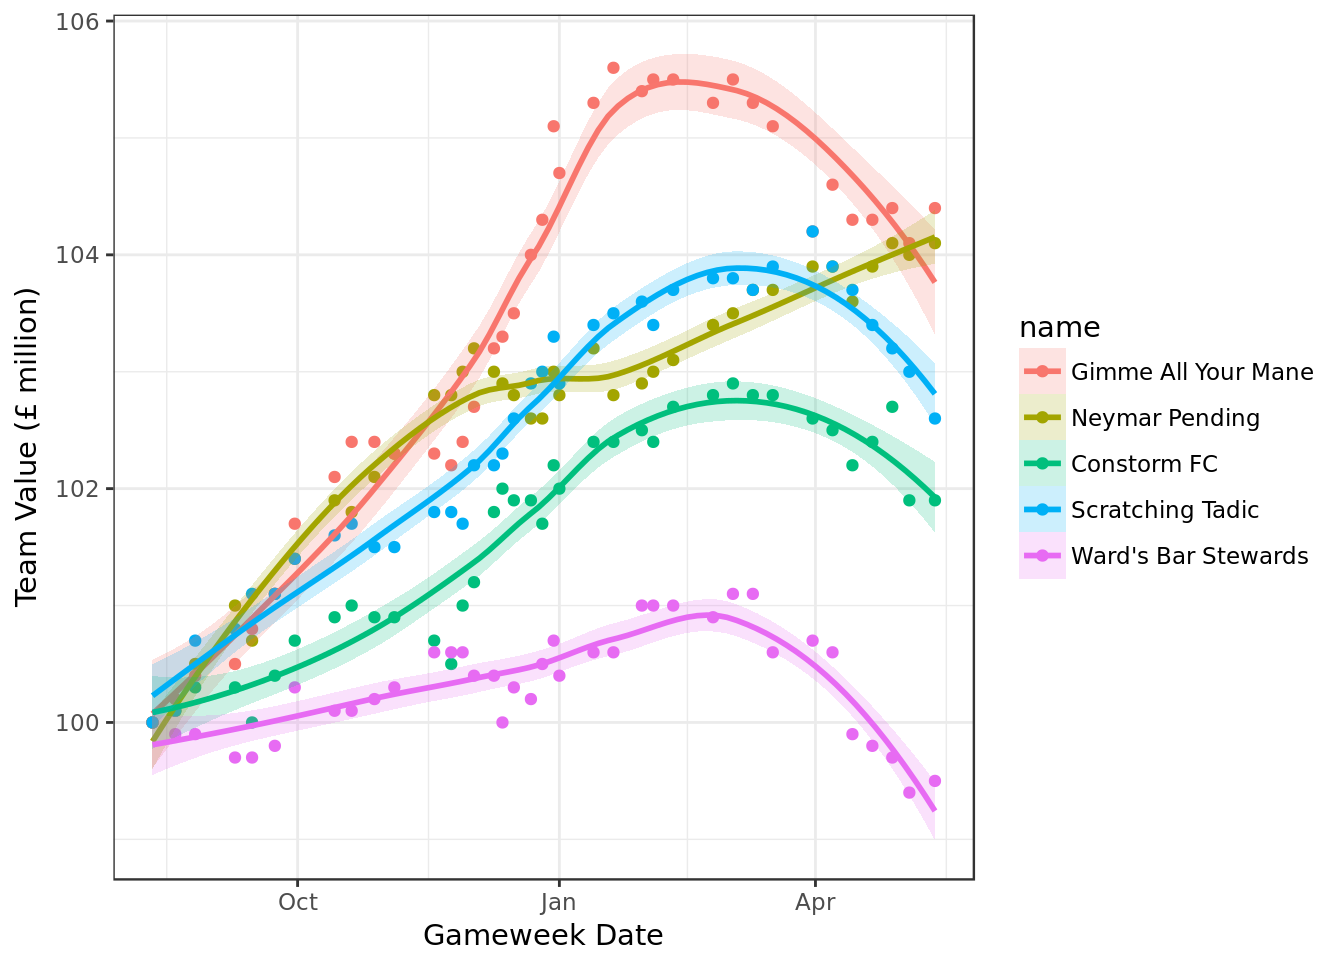 106
104
102
100
Team Value (£ million)
Oct
Jan
Apr
Gameweek Date
name
Gimme All Your Mane
Neymar Pending
Constorm FC
Scratching Tadic
Ward's Bar Stewards